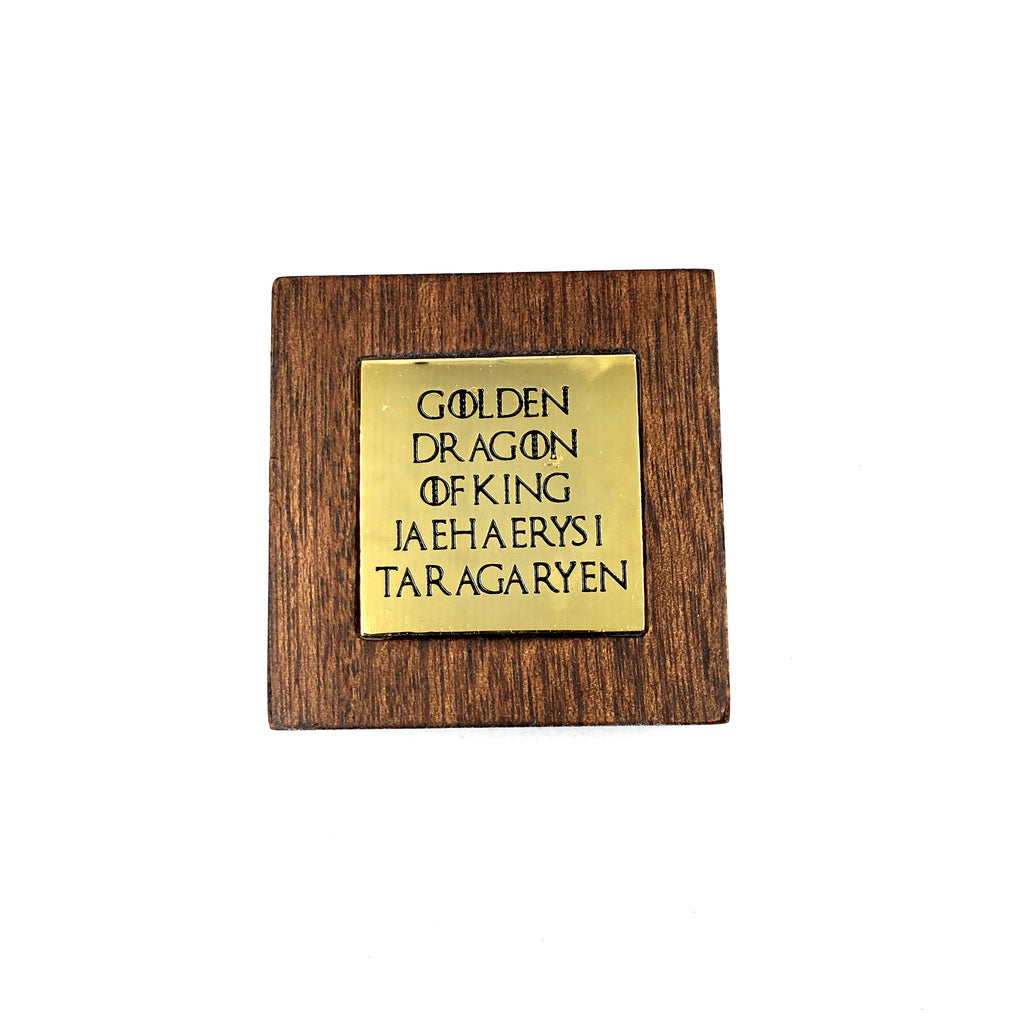 GOLDEN
DRAGON
OF KING
JAEHAERYS I
TARAGARYEN